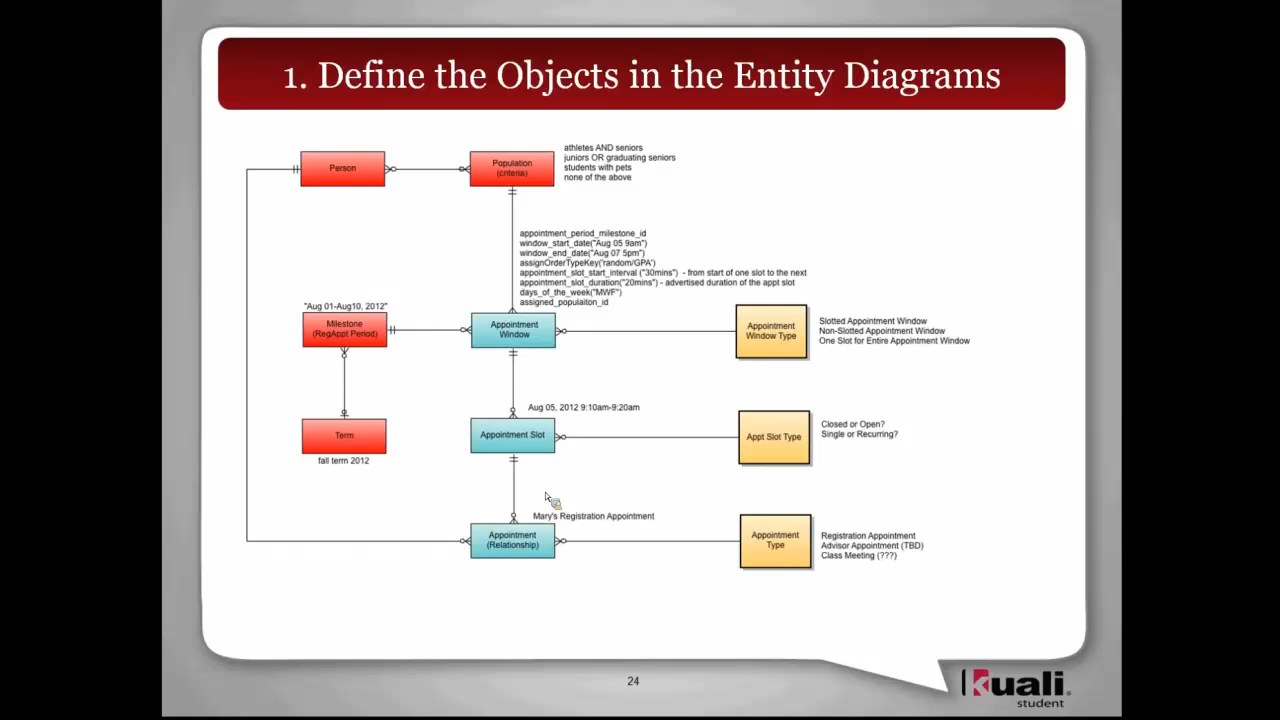 1. Define the Objects in the Entity Diagrams
athletes AND seniors
juniors OR graduating seniors
students with pets
none of the above
Person
Population
(criteria)
appointment_period_milestone_id
window_start_date("Aug 05 9am")
window_end_date("Aug 07 5pm")
assignOrderTypeKey('random/GPA')
appointment_slot_start_interval ("30mins") - from start of one slot to the next
appointment_slot_duration("20mins") - advertised duration of the appt slot
days_of_the_week("MWF")
assigned_populaiton_id
"Aug 01-Aug10, 2012"
Milestone
(RegAppt Period)
Appointment
Window
Appointment
Window Type
Slotted Appointment Window
Non-Slotted Appointment Window
One Slot for Entire Appointment Window
Aug 05, 2012 9:10am-9:20am
Term
fall term 2012
Appointment Slot
Appt Slot Type
Closed or Open?
Single or Recurring?
Mary's Registration Appointment
Appointment
(Relationship)
Appointment
Type
Registration Appointment
Advisor Appointment (TBD)
Class Meeting (???)
24
Kuali
student